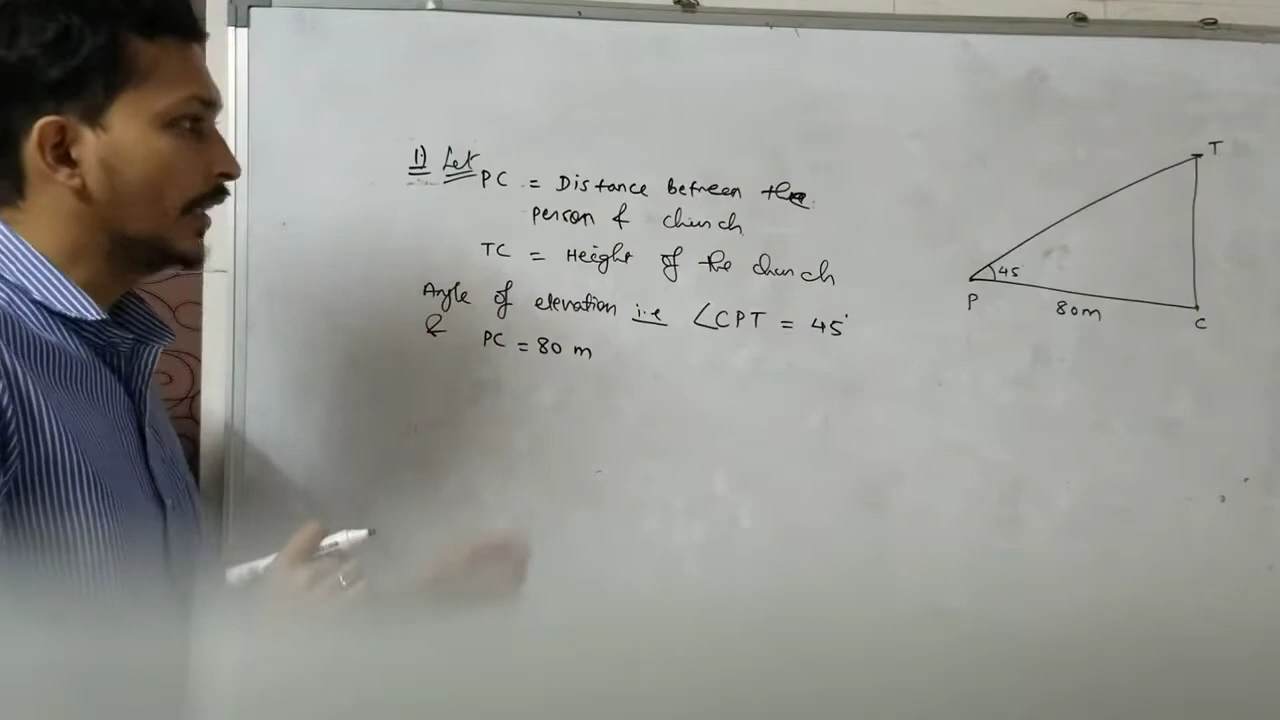 1) Let
PC = Distance between the
person & church
TC = Height of the church
Angle of elevation i.e ∠CPT = 45°
& PC = 80 m
T
45
P
80m
C